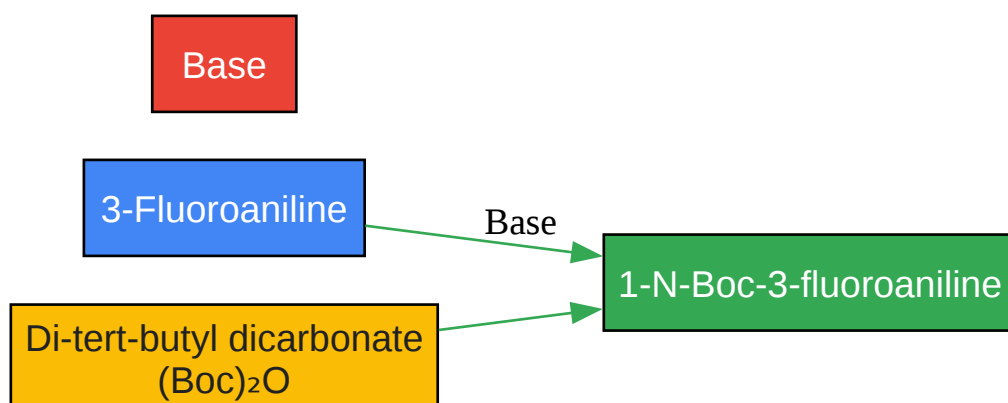 Base
3-Fluoroaniline
Base
1-N-Boc-3-fluoroaniline
Di-tert-butyl dicarbonate
(Boc)₂O